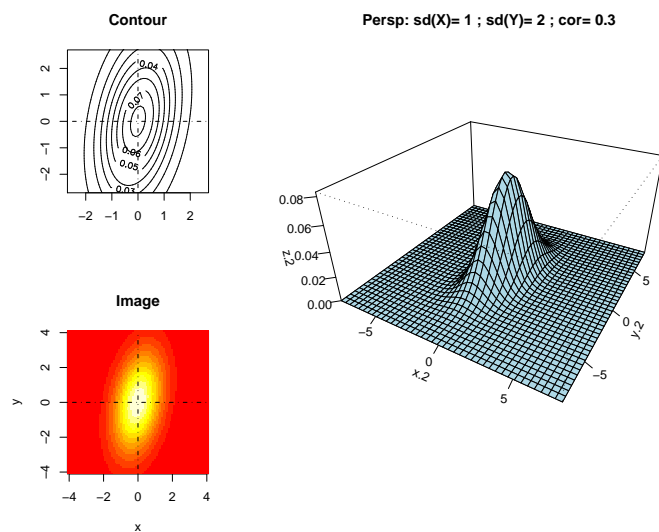 Contour
Persp: sd(X)= 1 ; sd(Y)= 2 ; cor= 0.3
2
1
0
−1
−2
0.04
0.07
0.06
0.05
0.03
−2 −1 0 1 2
0.08
0.06
0.04
0.02
0.00
z.2
−5
0
5
x.2
−5
0
5
y.2
Image
4
2
0
−2
−4
y
−4 −2 0 2 4
x